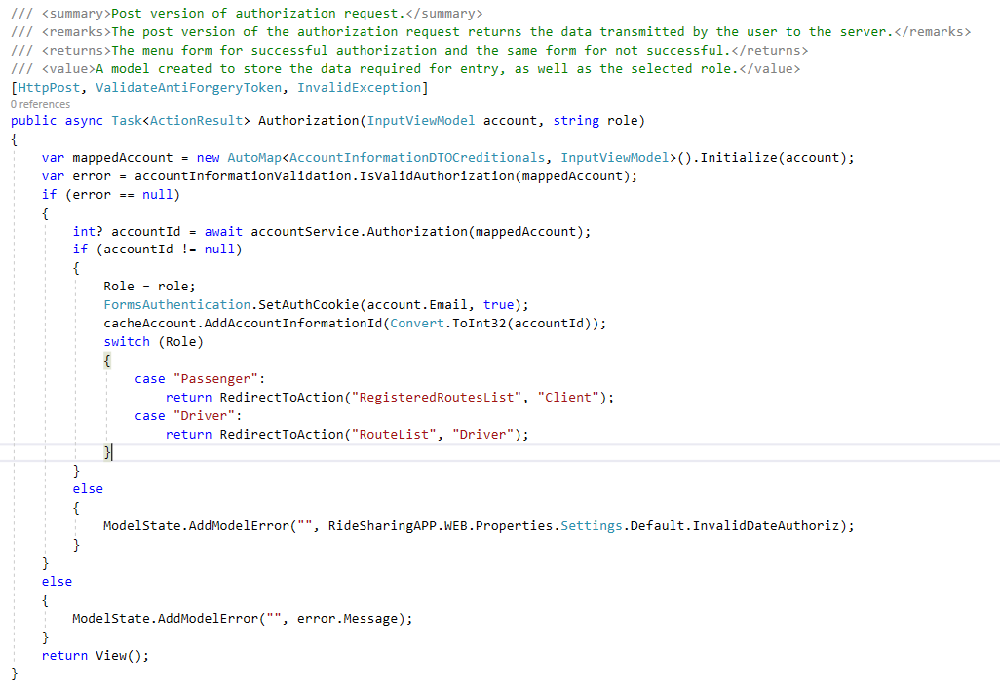 /// <summary>Post version of authorization request.</summary>
/// <remarks>The post version of the authorization request returns the data transmitted by the user to the server.</remarks>
/// <returns>The menu form for successful authorization and the same form for not successful.</returns>
/// <value>A model created to store the data required for entry, as well as the selected role.</value>
[HttpPost, ValidateAntiForgeryToken, InvalidException]
0 references
public async Task<ActionResult> Authorization(InputViewModel account, string role)
{
    var mappedAccount = new AutoMap<AccountInformationDTOCreditionals, InputViewModel>().Initialize(account);
    var error = accountInformationValidation.IsValidAuthorization(mappedAccount);
    if (error == null)
    {
        int? accountId = await accountService.Authorization(mappedAccount);
        if (accountId != null)
        {
            Role = role;
            FormsAuthentication.SetAuthCookie(account.Email, true);
            cacheAccount.AddAccountInformationId(Convert.ToInt32(accountId));
            switch (Role)
            {
                case "Passenger":
                    return RedirectToAction("RegisteredRoutesList", "Client");
                case "Driver":
                    return RedirectToAction("RouteList", "Driver");
            }
        }
        else
        {
            ModelState.AddModelError("", RideSharingAPP.WEB.Properties.Settings.Default.InvalidDateAuthoriz);
        }
    }
    else
    {
        ModelState.AddModelError("", error.Message);
    }
    return View();
}